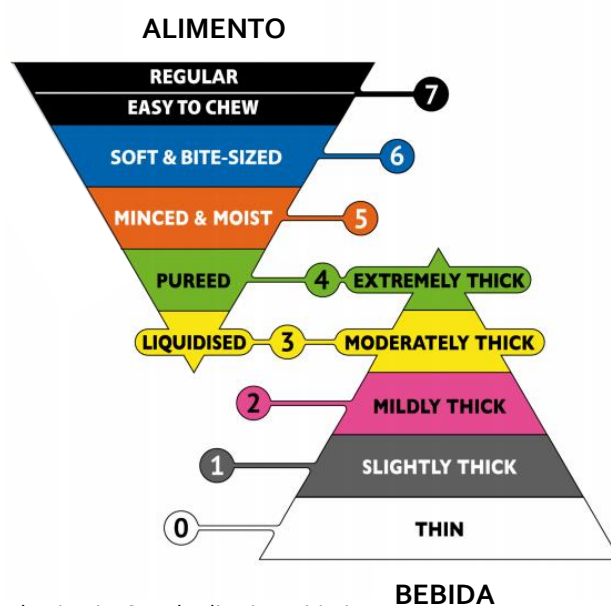 ALIMENTO
REGULAR
EASY TO CHEW
7
SOFT & BITE-SIZED
6
MINCED & MOIST
5
PUREED
4
EXTREMELY THICK
LIQUIDISED
3
MODERATELY THICK
2
MILDLY THICK
1
SLIGHTLY THICK
0
THIN
BEBIDA